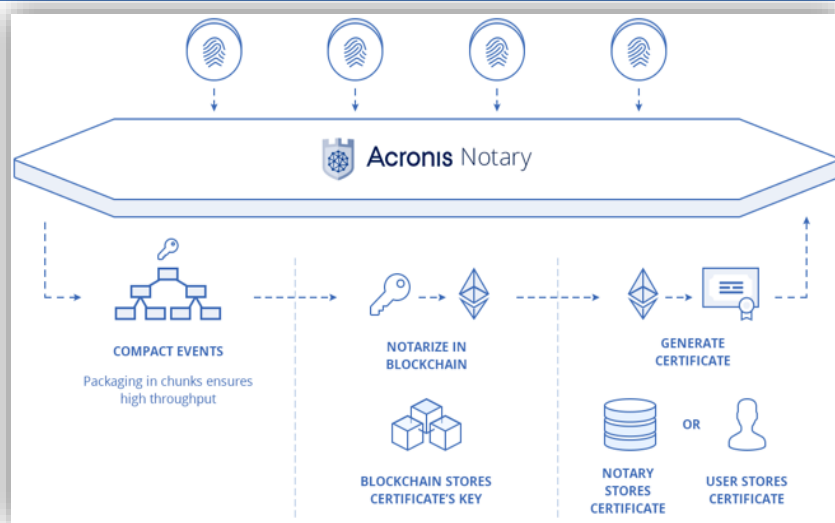 Acronis Notary
COMPACT EVENTS
Packaging in chunks ensures
high throughput
NOTARIZE IN
BLOCKCHAIN
BLOCKCHAIN STORES
CERTIFICATE'S KEY
GENERATE
CERTIFICATE
NOTARY
STORES
CERTIFICATE
OR
USER STORES
CERTIFICATE